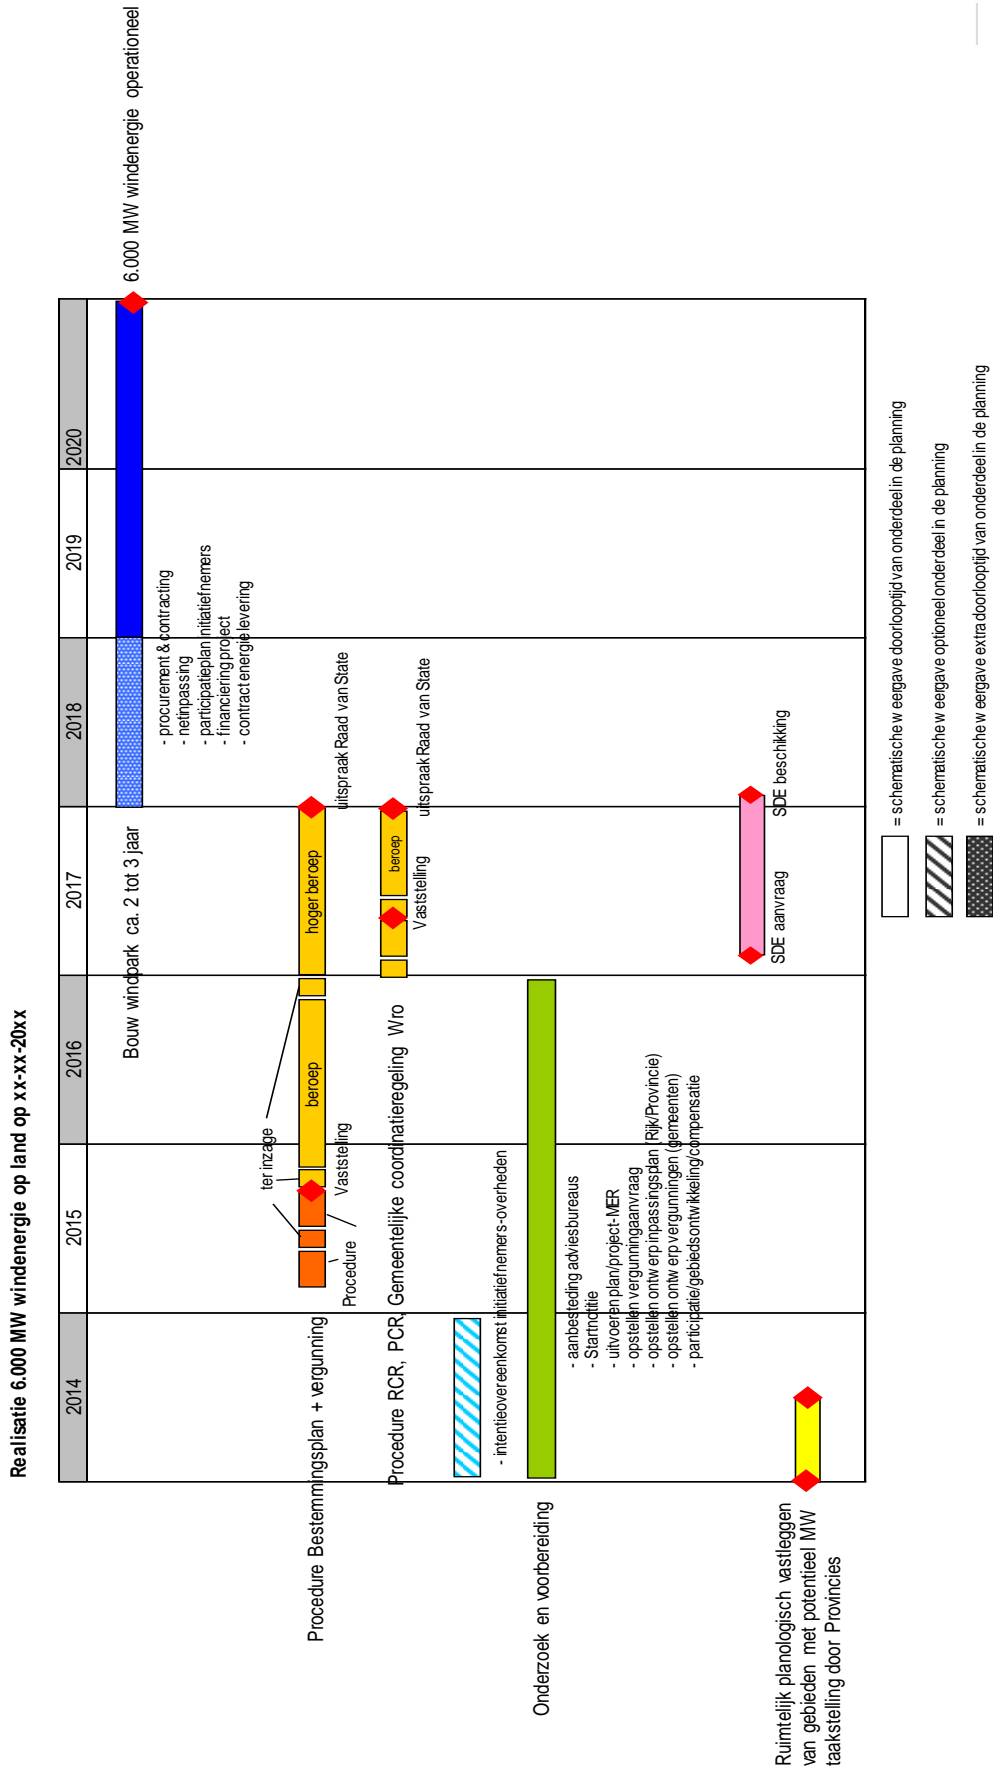 Realisatie 6.000 MW windenergie op land op xx-xx-20xx
2014
2015
2016
2017
2018
2019
2020
Bouw windpark ca. 2 tot 3 jaar
6.000 MW windenergie operationeel
- procurement & contracting
- netinpassing
- participatieplan initiatiefnemers
- financiering project
- contract energie levering
ter inzage
Procedure Bestemmingsplan + vergunning
beroep
hoger beroep
Procedure
Vaststelling
uitspraak Raad van State
Procedure RCR, PCR, Gemeentelijke coordinatieregeling Wro
beroep
Vaststelling
uitspraak Raad van State
- intentieovereenkomst initiatiefnemers-overheden
Onderzoek en voorbereiding
- aanbesteding adviesbureaus
- Startnotitie
- uitvoeren plan/project-MER
- opstellen vergunningaanvraag
- opstellen ontwerp inpassingsplan (Rijk/Provincie)
- opstellen ontwerp vergunningen (gemeenten)
- participatie/gebiedsontwikkeling/compensatie
SDE aanvraag
SDE beschikking
Ruimtelijk planologisch vastleggen
van gebieden met potentieel MW
taakstelling door Provincies
= schematische weergave doorlooptijd van onderdeel in de planning
= schematische weergave optioneel onderdeel in de planning
= schematische weergave extra doorlooptijd van onderdeel in de planning